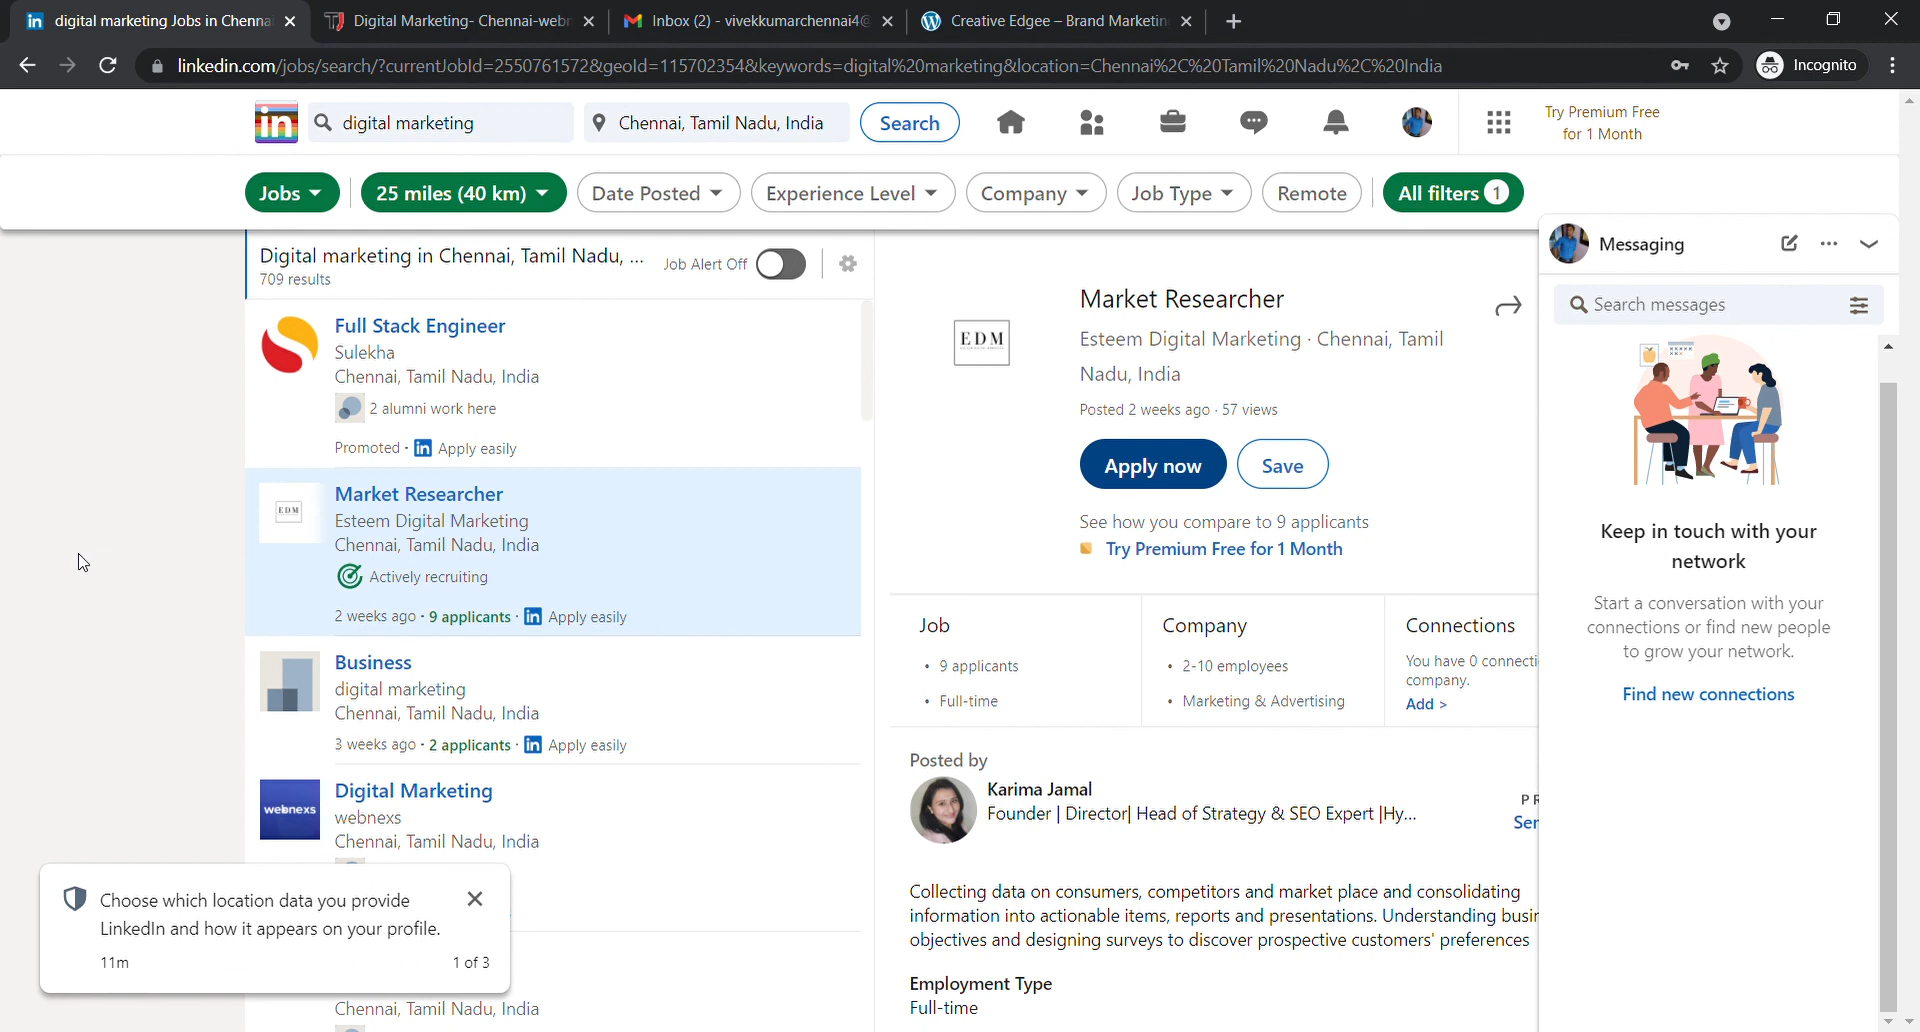 digital marketing Jobs in Chenna
Digital Marketing- Chennai-webn
Inbox (2) - vivekkumarchennai4@
Creative Edgee – Brand Marketin
linkedin.com/jobs/search/?currentJobId=2550761572&geoId=115702354&keywords=digital%20marketing&location=Chennai%2C%20Tamil%20Nadu%2C%20India
Incognito
in
digital marketing
Chennai, Tamil Nadu, India
Search
Try Premium Free
for 1 Month
Jobs
25 miles (40 km)
Date Posted
Experience Level
Company
Job Type
Remote
All filters 1
Digital marketing in Chennai, Tamil Nadu, ...
709 results
Job Alert Off
Full Stack Engineer
Sulekha
Chennai, Tamil Nadu, India
2 alumni work here
Promoted · in Apply easily
EDM
Market Researcher
Esteem Digital Marketing
Chennai, Tamil Nadu, India
Actively recruiting
2 weeks ago · 9 applicants · in Apply easily
Business
digital marketing
Chennai, Tamil Nadu, India
3 weeks ago · 2 applicants · in Apply easily
webnexs
Digital Marketing
webnexs
Chennai, Tamil Nadu, India
Choose which location data you provide
LinkedIn and how it appears on your profile.
11m
1 of 3
Chennai, Tamil Nadu, India
EDM
Market Researcher
Esteem Digital Marketing · Chennai, Tamil
Nadu, India
Posted 2 weeks ago · 57 views
Apply now
Save
See how you compare to 9 applicants
Try Premium Free for 1 Month
Job
• 9 applicants
• Full-time
Company
• 2-10 employees
• Marketing & Advertising
Connections
You have 0 connecti
company.
Add >
Posted by
Karima Jamal
Founder | Director| Head of Strategy & SEO Expert |Hy...
PR
Ser
Collecting data on consumers, competitors and market place and consolidating
information into actionable items, reports and presentations. Understanding busir
objectives and designing surveys to discover prospective customers' preferences
Employment Type
Full-time
Messaging
Search messages
Keep in touch with your
network
Start a conversation with your
connections or find new people
to grow your network.
Find new connections